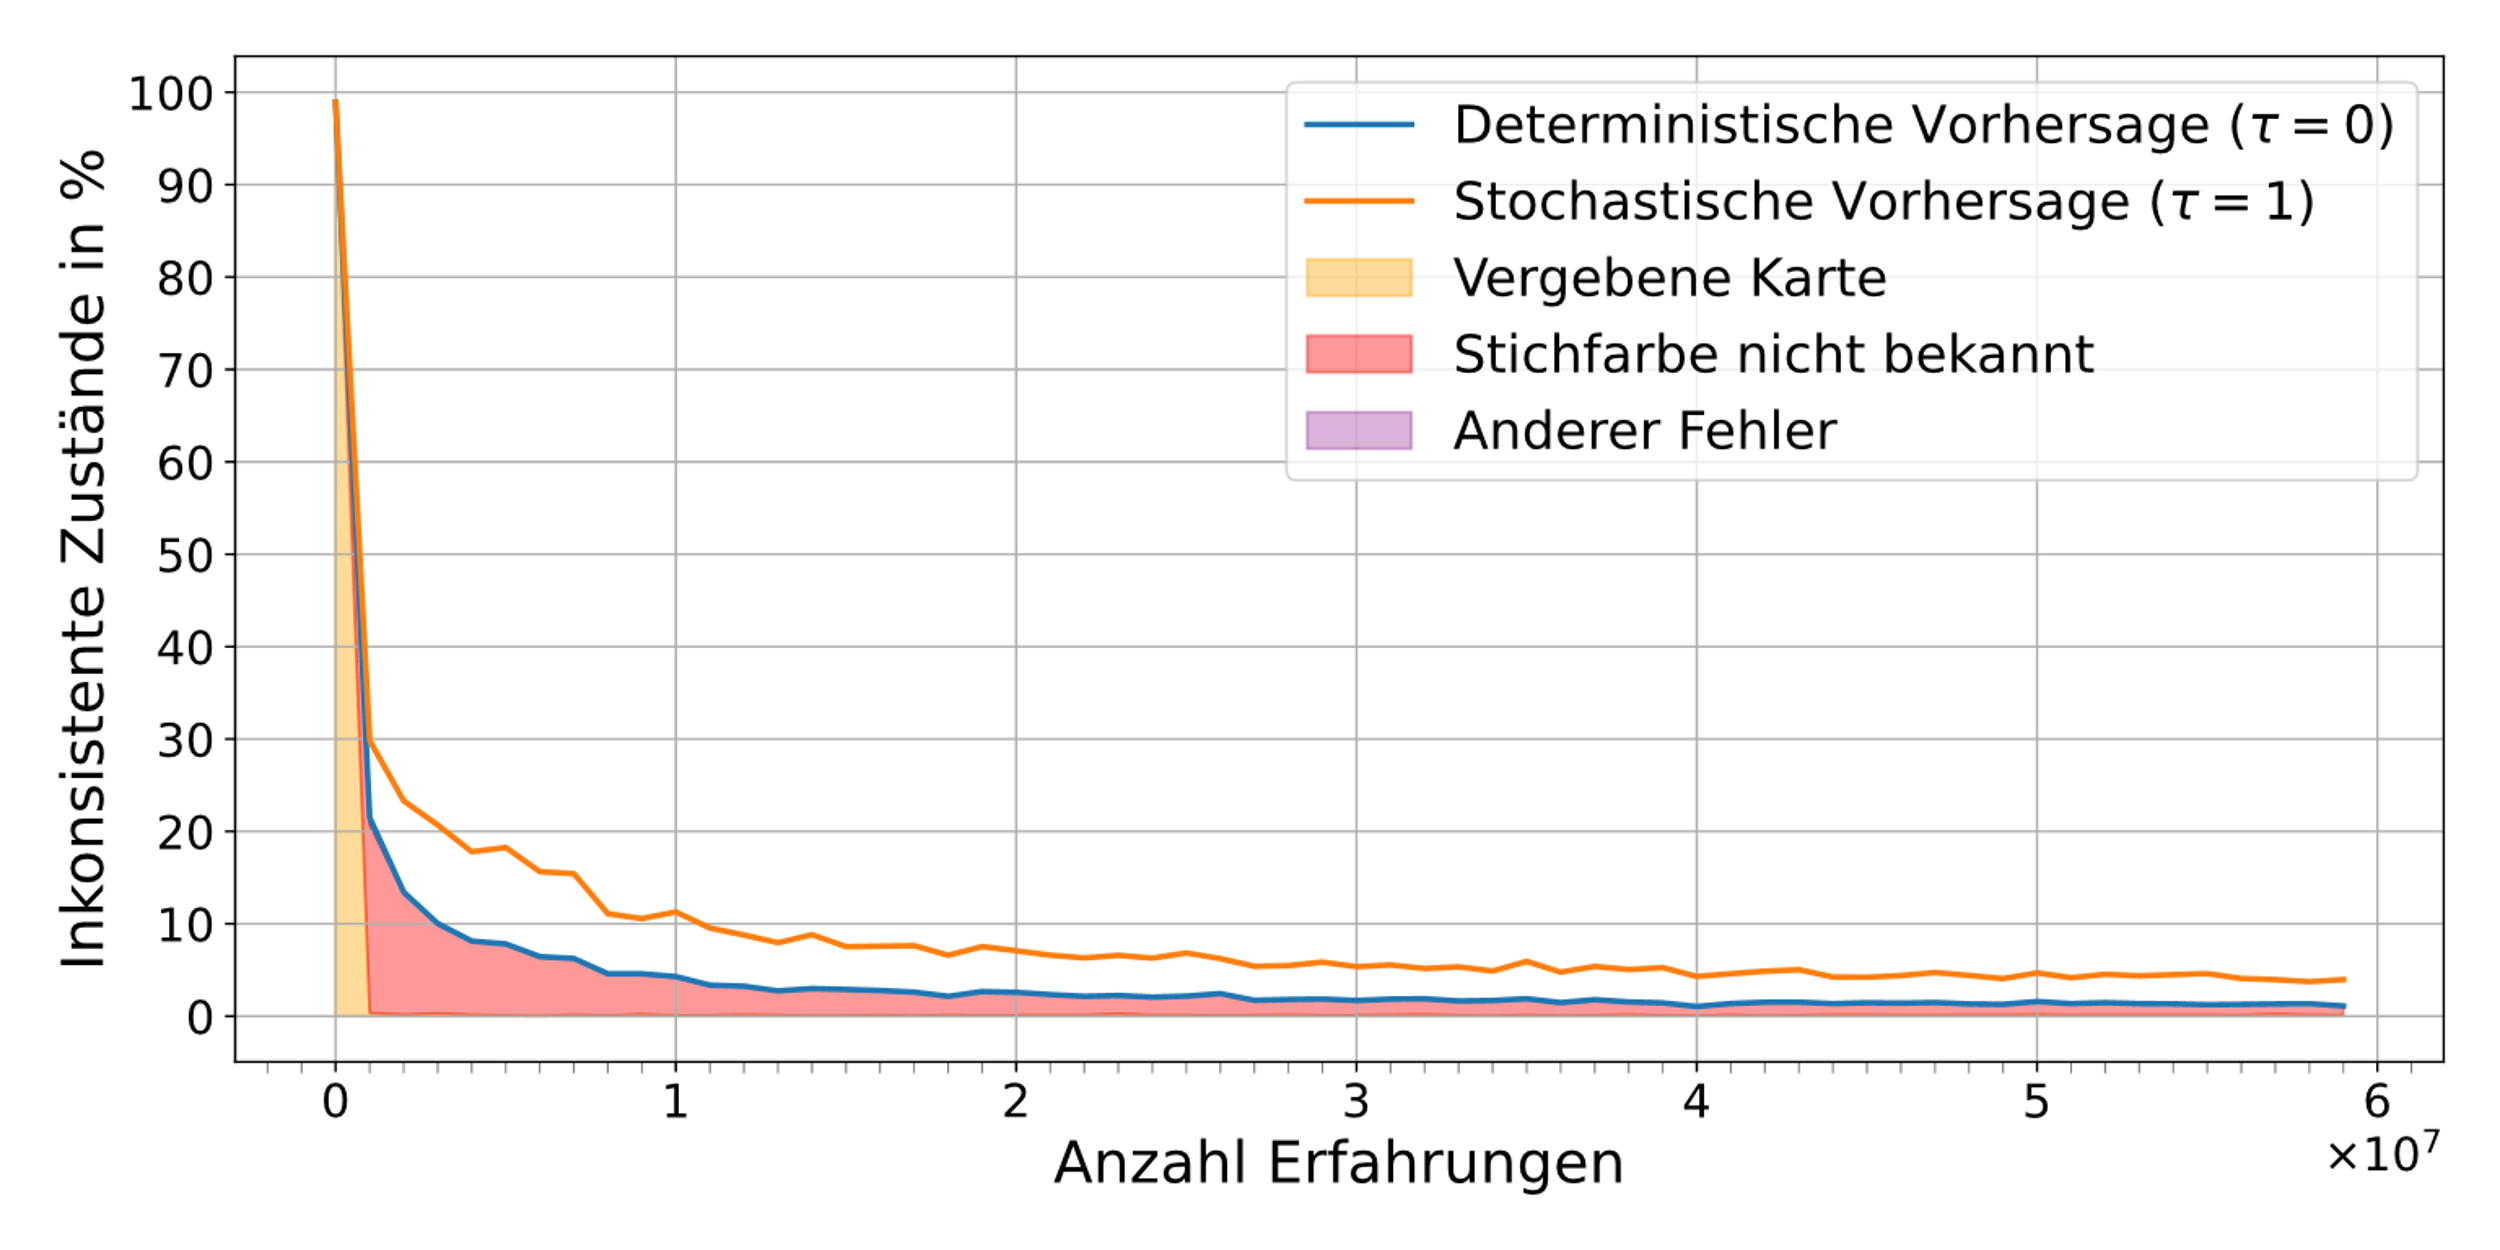 Inkonsistente Zustände in %
100
90
80
70
60
50
40
30
20
10
0
Deterministische Vorhersage (τ = 0)
Stochastische Vorhersage (τ = 1)
Vergebene Karte
Stichfarbe nicht bekannt
Anderer Fehler
0 1 2 3 4 5 6
×10⁷
Anzahl Erfahrungen